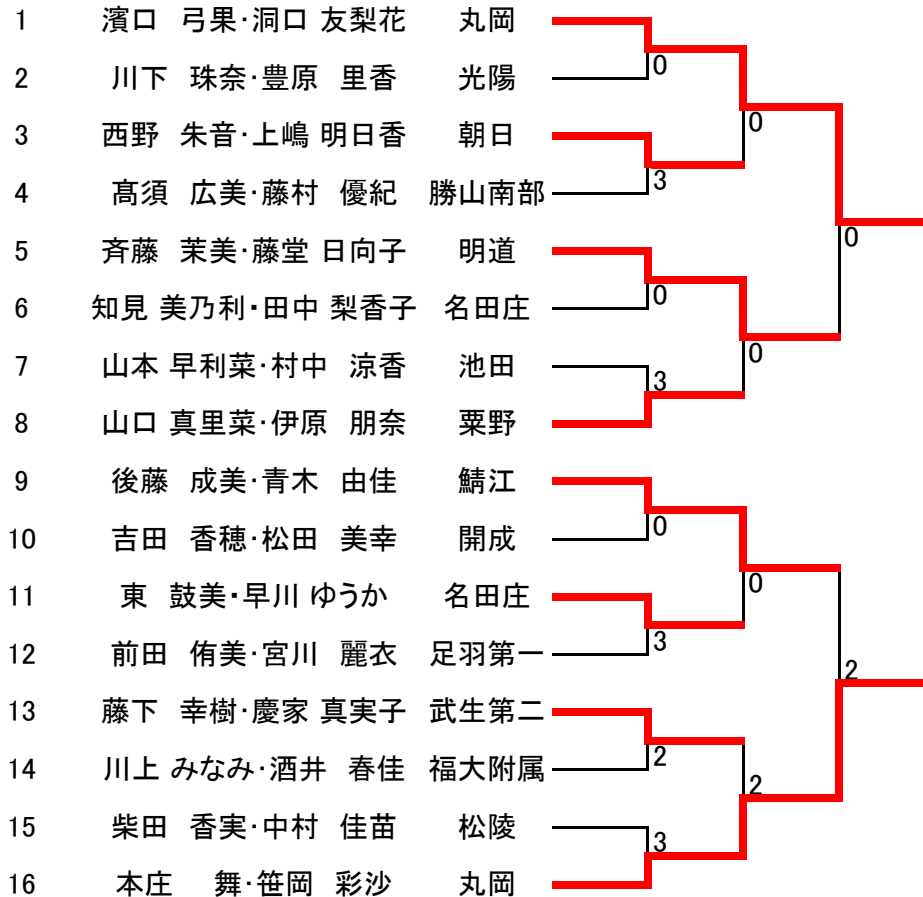 1 濱口 弓果・洞口 友梨花 丸岡
0
2 川下 珠奈・豊原 里香 光陽
0
3 西野 朱音・上嶋 明日香 朝日
3
4 髙須 広美・藤村 優紀 勝山南部
0
5 斉藤 茉美・藤堂 日向子 明道
0
6 知見 美乃利・田中 梨香子 名田庄
0
7 山本 早利菜・村中 涼香 池田
3
8 山口 真里菜・伊原 朋奈 粟野
9 後藤 成美・青木 由佳 鯖江
0
10 吉田 香穂・松田 美幸 開成
0
11 東 鼓美・早川 ゆうか 名田庄
3
12 前田 侑美・宮川 麗衣 足羽第一
2
13 藤下 幸樹・慶家 真実子 武生第二
2
14 川上 みなみ・酒井 春佳 福大附属
2
15 柴田 香実・中村 佳苗 松陵
3
16 本庄 舞・笹岡 彩沙 丸岡